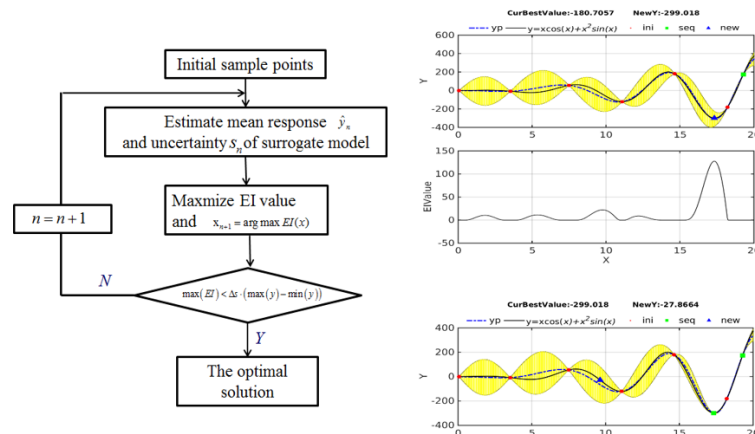 Initial sample points
Estimate mean response ŷₙ
and uncertainty sₙ of surrogate model
Maxmize EI value
and xₙ₊₁ = arg max EI(x)
n = n + 1
N
max(EI) < Δε·(max(y) − min(y))
Y
The optimal
solution
CurBestValue:-180.7057 NewY:-299.018
yp y=xcos(x)+x²sin(x) ini seq new
600
400
200
0
-200
-400
Y
0 5 10 15 20
150
100
50
0
-50
EIValue
0 5 10 15 20
X
CurBestValue:-299.018 NewY:-27.8664
yp y=xcos(x)+x²sin(x) ini seq new
600
400
200
0
-200
-400
Y
0 5 10 15 20